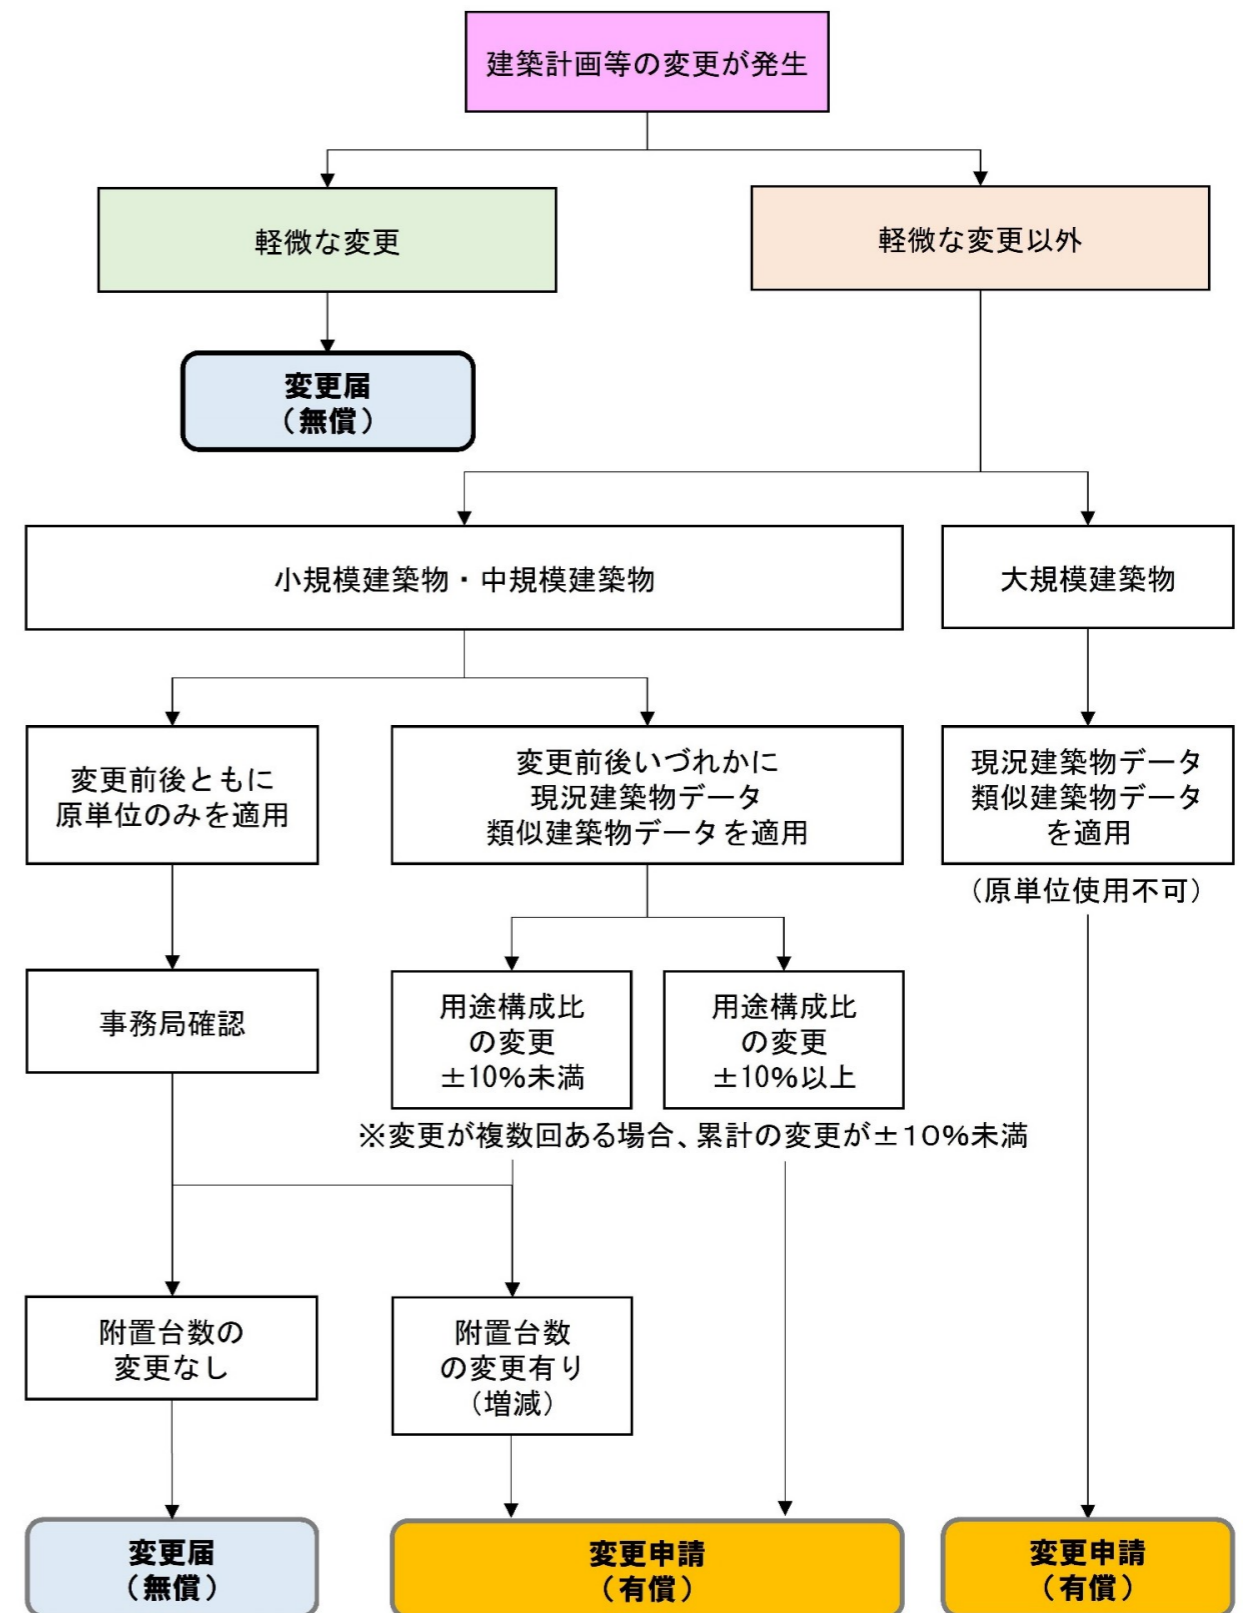 建築計画等の変更が発生
軽微な変更
軽微な変更以外
変更届
（無償）
小規模建築物・中規模建築物
大規模建築物
変更前後ともに
原単位のみを適用
変更前後いづれかに
現況建築物データ
類似建築物データを適用
現況建築物データ
類似建築物データ
を適用
（原単位使用不可）
事務局確認
用途構成比
の変更
±10%未満
用途構成比
の変更
±10%以上
※変更が複数回ある場合、累計の変更が±１０％未満
附置台数の
変更なし
附置台数
の変更有り
（増減）
変更届
（無償）
変更申請
（有償）
変更申請
（有償）